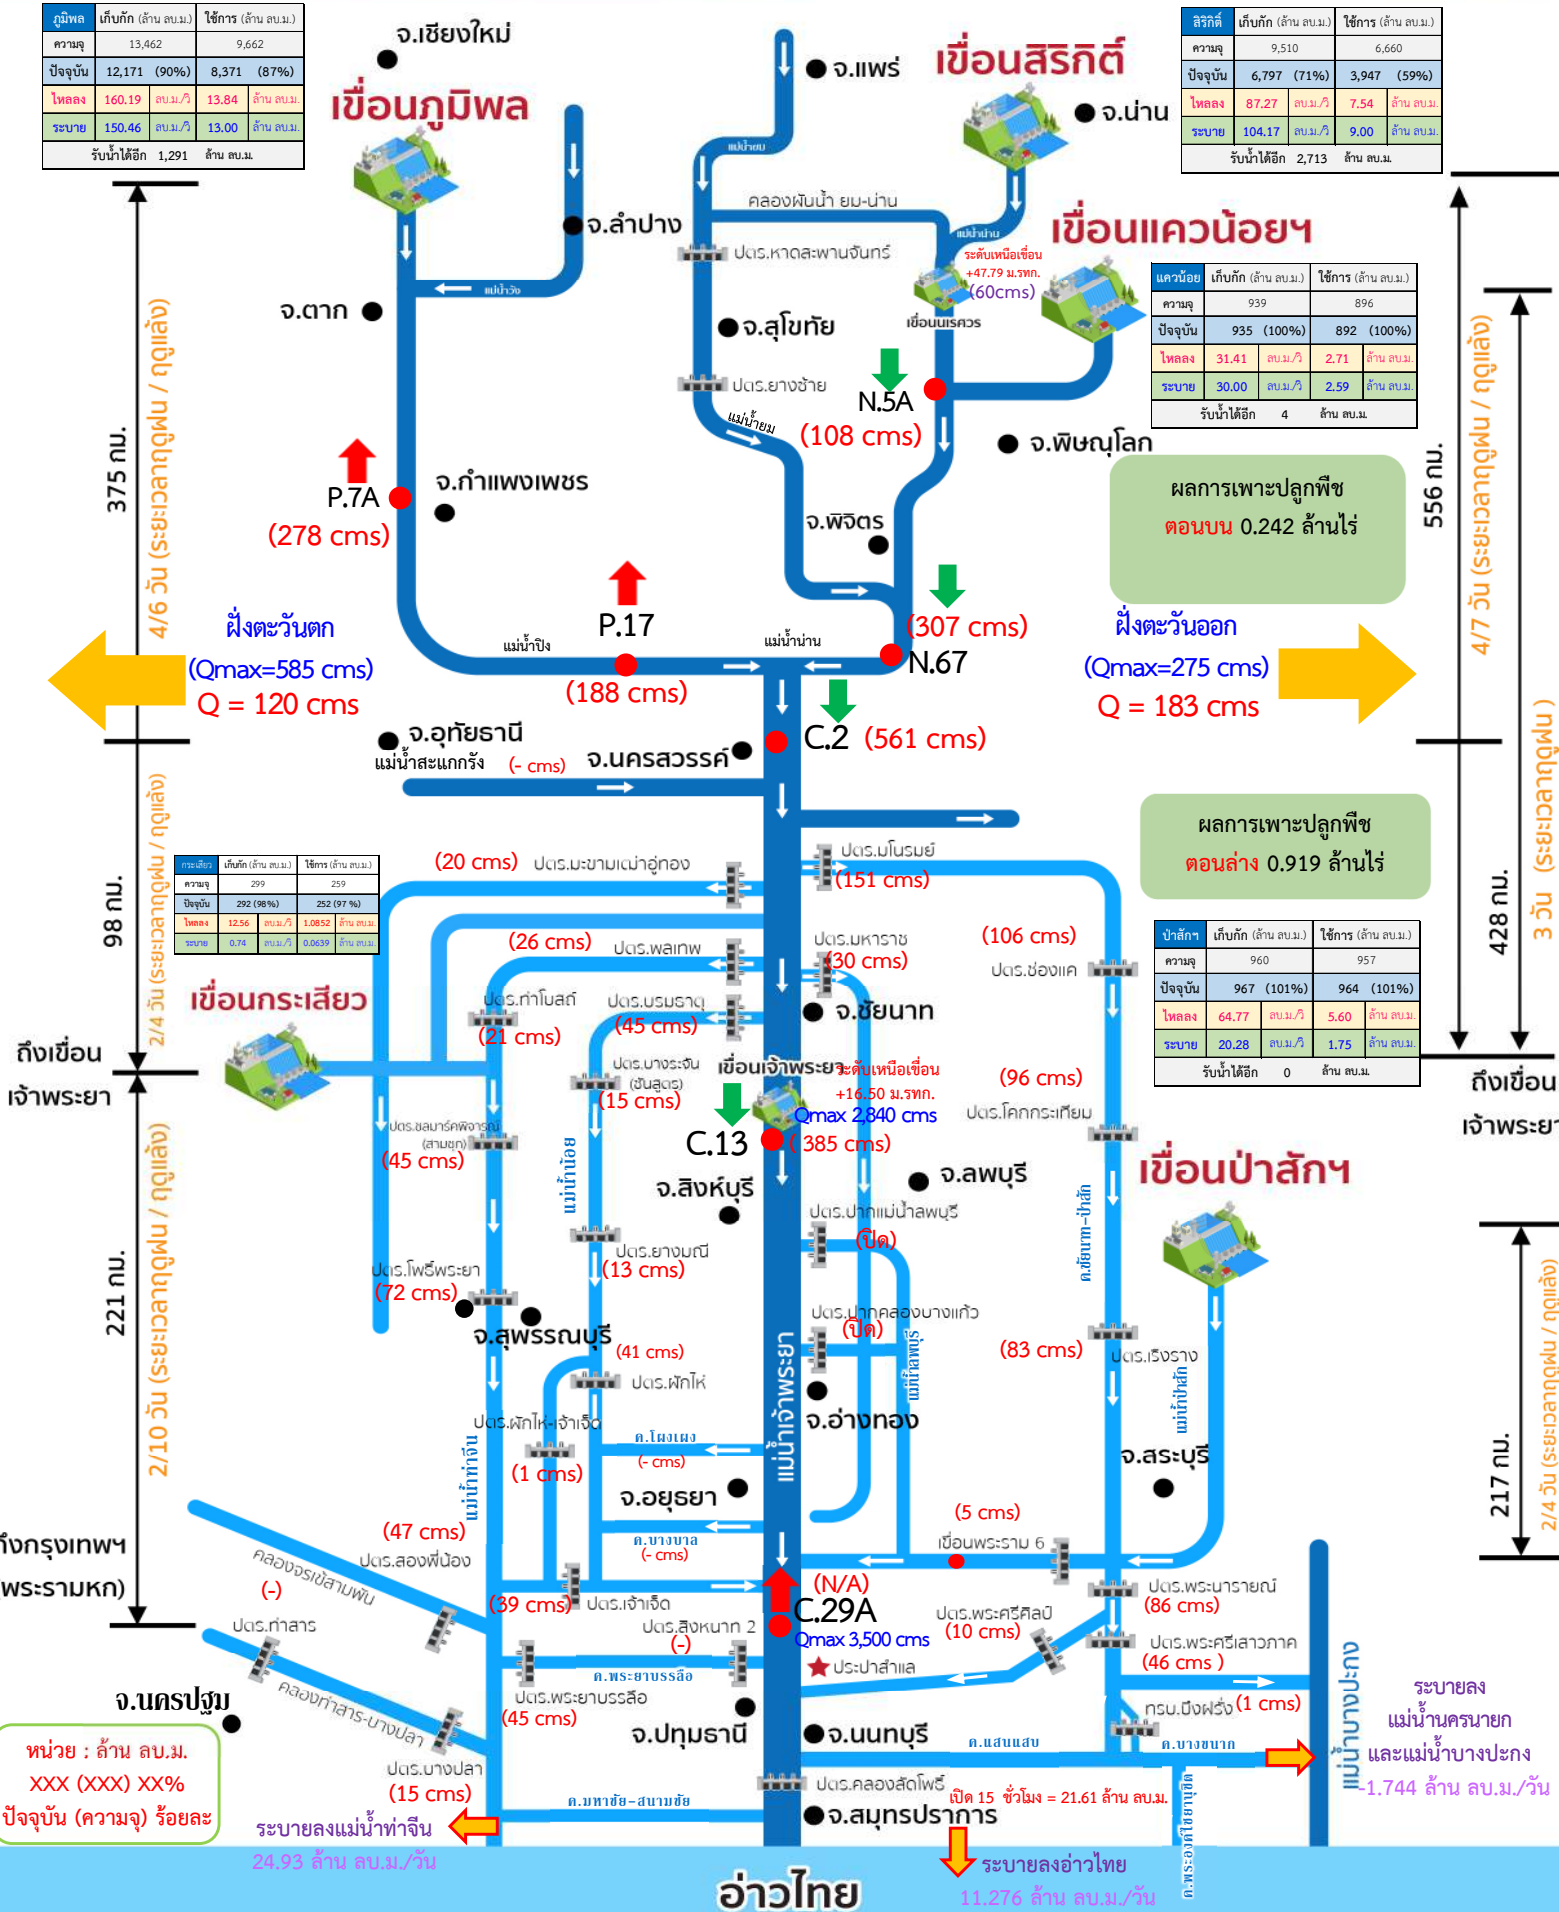 ภูมิพล เก็บกัก (ล้าน ลบ.ม.) ใช้การ (ล้าน ลบ.ม.)
ความจุ 13,462 9,662
ปัจจุบัน 12,171 (90%) 8,371 (87%)
ไหลลง 160.19 ลบ.ม./วิ 13.84 ล้าน ลบ.ม.
ระบาย 150.46 ลบ.ม./วิ 13.00 ล้าน ลบ.ม.
รับน้ำได้อีก 1,291 ล้าน ลบ.ม.
จ.เชียงใหม่
เขื่อนภูมิพล
จ.แพร่
เขื่อนสิริกิติ์
จ.น่าน
สิริกิติ์ เก็บกัก (ล้าน ลบ.ม.) ใช้การ (ล้าน ลบ.ม.)
ความจุ 9,510 6,660
ปัจจุบัน 6,797 (71%) 3,947 (59%)
ไหลลง 87.27 ลบ.ม./วิ 7.54 ล้าน ลบ.ม.
ระบาย 104.17 ลบ.ม./วิ 9.00 ล้าน ลบ.ม.
รับน้ำได้อีก 2,713 ล้าน ลบ.ม.
แม่น้ำยม
คลองผันน้ำ ยม-น่าน
จ.ลำปาง
แม่น้ำน่าน
เขื่อนแควน้อยฯ
ปตร.หาดสะพานจันทร์
ระดับเหนือเขื่อน
+47.79 ม.รทก.
(60cms)
เขื่อนนเรศวร
แม่น้ำวัง
จ.ตาก
จ.สุโขทัย
แควน้อย เก็บกัก (ล้าน ลบ.ม.) ใช้การ (ล้าน ลบ.ม.)
ความจุ 939 896
ปัจจุบัน 935 (100%) 892 (100%)
ไหลลง 31.41 ลบ.ม./วิ 2.71 ล้าน ลบ.ม.
ระบาย 30.00 ลบ.ม./วิ 2.59 ล้าน ลบ.ม.
รับน้ำได้อีก 4 ล้าน ลบ.ม.
ปตร.ยางซ้าย
N.5A
(108 cms)
แม่น้ำยม
จ.พิษณุโลก
375 กม.
4/6 วัน (ระยะเวลาฤดูฝน / ฤดูแล้ง)
P.7A
(278 cms)
จ.กำแพงเพชร
จ.พิจิตร
ผลการเพาะปลูกพืช
ตอนบน 0.242 ล้านไร่
556 กม.
4/7 วัน (ระยะเวลาฤดูฝน / ฤดูแล้ง)
ฝั่งตะวันตก
(Qmax=585 cms)
Q = 120 cms
P.17
(188 cms)
แม่น้ำปิง
แม่น้ำน่าน
(307 cms)
N.67
ฝั่งตะวันออก
(Qmax=275 cms)
Q = 183 cms
จ.อุทัยธานี
แม่น้ำสะแกกรัง (- cms)
จ.นครสวรรค์
C.2 (561 cms)
ผลการเพาะปลูกพืช
ตอนล่าง 0.919 ล้านไร่
428 กม.
3 วัน (ระยะเวลาฤดูฝน )
98 กม.
2/4 วัน (ระยะเวลาฤดูฝน / ฤดูแล้ง)
กระเสียว เก็บกัก (ล้าน ลบ.ม.) ใช้การ (ล้าน ลบ.ม.)
ความจุ 299 259
ปัจจุบัน 292 (98%) 252 (97 %)
ไหลลง 12.56 ลบ.ม./วิ 1.0852 ล้าน ลบ.ม.
ระบาย 0.74 ลบ.ม./วิ 0.0639 ล้าน ลบ.ม.
(20 cms) ปตร.มะขามเฒ่าอู่ทอง
ปตร.มโนรมย์
(151 cms)
(26 cms) ปตร.พลเทพ
ปตร.มหาราช
(30 cms)
(106 cms)
ปตร.ช่องแค
ป่าสักฯ เก็บกัก (ล้าน ลบ.ม.) ใช้การ (ล้าน ลบ.ม.)
ความจุ 960 957
ปัจจุบัน 967 (101%) 964 (101%)
ไหลลง 64.77 ลบ.ม./วิ 5.60 ล้าน ลบ.ม.
ระบาย 20.28 ลบ.ม./วิ 1.75 ล้าน ลบ.ม.
รับน้ำได้อีก 0 ล้าน ลบ.ม.
เขื่อนกระเสียว
ปตร.ท่าโบสถ์
(21 cms)
ปตร.บรมธาตุ
(45 cms)
จ.ชัยนาท
ถึงเขื่อน
เจ้าพระยา
ปตร.บางระจัน
(ชันสูตร)
(15 cms)
เขื่อนเจ้าพระยา
ระดับเหนือเขื่อน
+16.50 ม.รทก.
Qmax 2,840 cms
C.13 (385 cms)
(96 cms)
ปตร.โคกกระเทียม
ถึงเขื่อน
เจ้าพระยา
ปตร.ชลมาร์คพิจารณ์
(สามชุก)
(45 cms)
แม่น้ำน้อย
จ.สิงห์บุรี
จ.ลพบุรี
เขื่อนป่าสักฯ
ปตร.ปากแม่น้ำลพบุรี
(ปิด)
ค.ชัยนาท-ป่าสัก
221 กม.
2/10 วัน (ระยะเวลาฤดูฝน / ฤดูแล้ง)
ปตร.โพธิ์พระยา
(72 cms)
ปตร.ยางมณี
(13 cms)
ปตร.ปากคลองบางแก้ว
(ปิด)
จ.สุพรรณบุรี
(41 cms)
ปตร.ผักไห่
แม่น้ำเจ้าพระยา
แม่น้ำลพบุรี
(83 cms)
ปตร.เริงราง
แม่น้ำป่าสัก
217 กม.
2/4 วัน (ระยะเวลาฤดูฝน / ฤดูแล้ง)
จ.อ่างทอง
ปตร.ผักไห่-เจ้าเจ็ด
(1 cms)
ค.โผงเผง
(- cms)
จ.สระบุรี
แม่น้ำท่าจีน
จ.อยุธยา
(47 cms)
ปตร.สองพี่น้อง
ค.บางบาล
(- cms)
(5 cms)
เขื่อนพระราม 6
ถึงกรุงเทพฯ
(พระรามหก)
คลองจรเข้สามพัน
(-)
(39 cms) ปตร.เจ้าเจ็ด
(N/A)
C.29A
Qmax 3,500 cms
ปตร.พระนารายณ์
(86 cms)
ปตร.พระศรีศิลป์
(10 cms)
ปตร.ท่าสาร
ปตร.สิงหนาท 2
(-)
ปตร.พระศรีเสาวภาค
(46 cms )
ค.พระยาบรรลือ
ประปาสำแล
คลองท่าสาร-บางปลา
จ.นครปฐม
ปตร.พระยาบรรลือ
(45 cms)
จ.ปทุมธานี
จ.นนทบุรี
ทรบ.บึงฝรั่ง
(1 cms)
แม่น้ำบางปะกง
ระบายลง
แม่น้ำนครนายก
และแม่น้ำบางปะกง
-1.744 ล้าน ลบ.ม./วัน
หน่วย : ล้าน ลบ.ม.
XXX (XXX) XX%
ปัจจุบัน (ความจุ) ร้อยละ
ปตร.บางปลา
(15 cms)
ค.แสนแสบ
ค.บางขนาก
ปตร.คลองลัดโพธิ์
เปิด 15 ชั่วโมง = 21.61 ล้าน ลบ.ม.
ค.มหาชัย-สนามชัย
จ.สมุทรปราการ
ค.พระองค์ไชยานุชิต
ระบายลงแม่น้ำท่าจีน
24.93 ล้าน ลบ.ม./วัน
ระบายลงอ่าวไทย
11.276 ล้าน ลบ.ม./วัน
อ่าวไทย